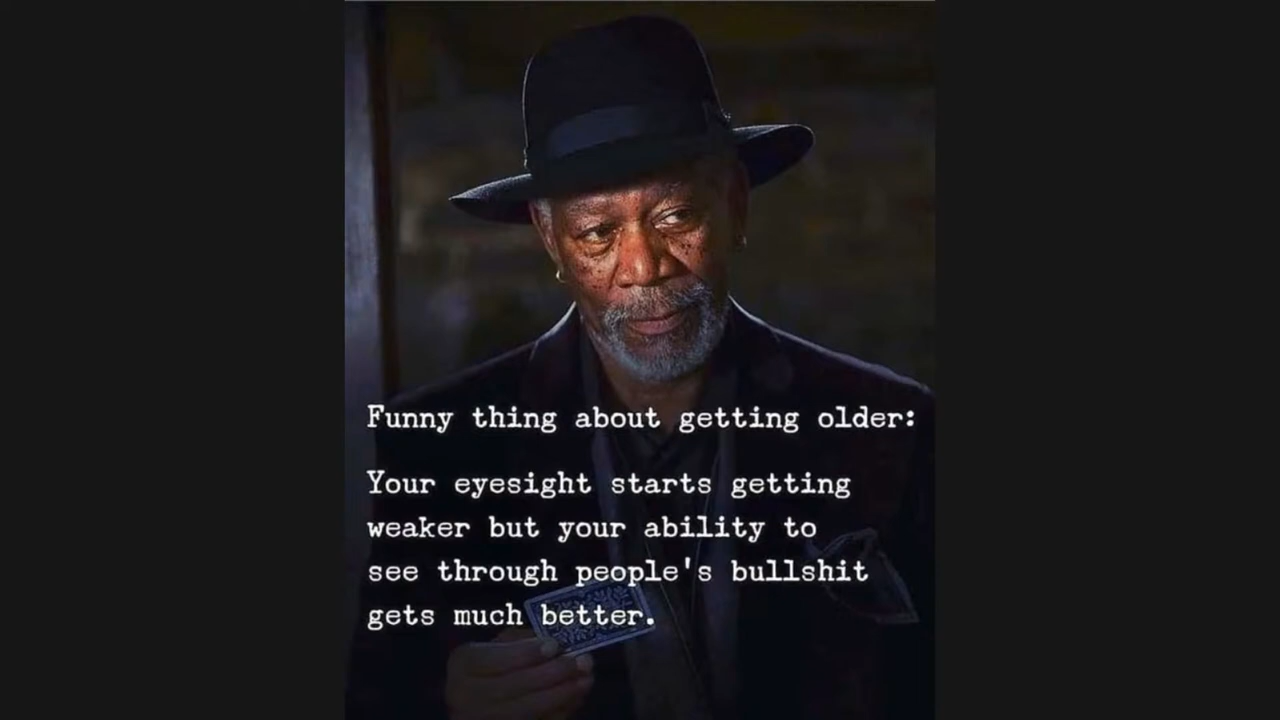 Funny thing about getting older:
Your eyesight starts getting
weaker but your ability to
see through people's bullshit
gets much better.